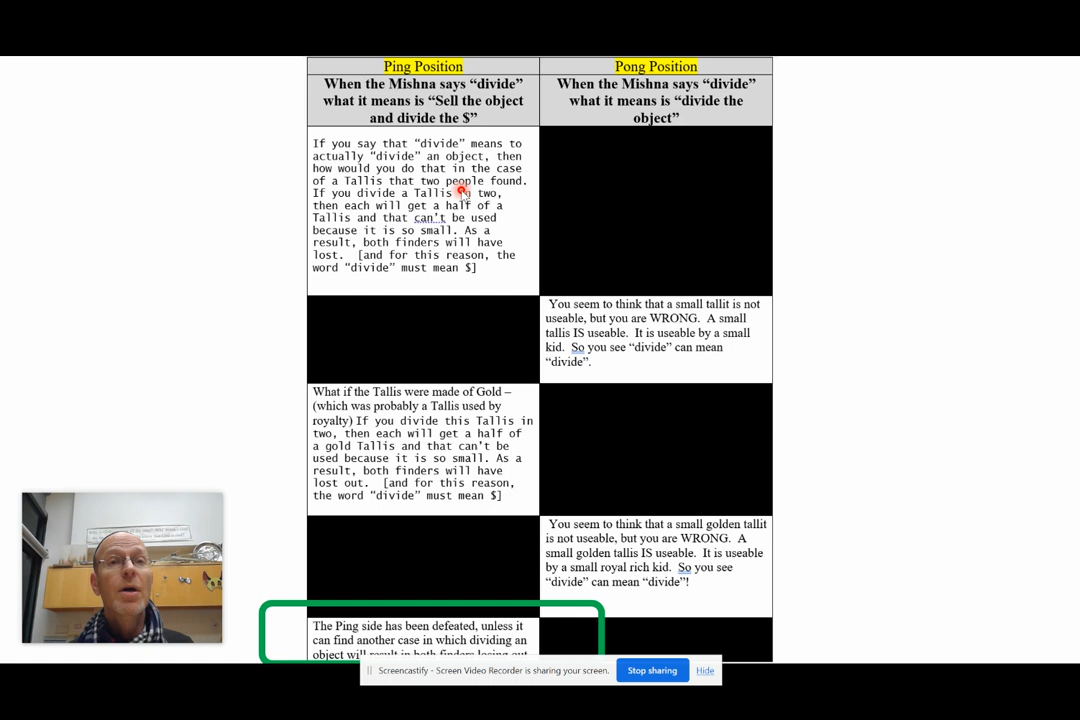 Ping Position
Pong Position
When the Mishna says “divide”
what it means is “Sell the object
and divide the $”
When the Mishna says “divide”
what it means is “divide the
object”
If you say that “divide” means to
actually “divide” an object, then
how would you do that in the case
of a Tallis that two people found.
If you divide a Tallis two,
then each will get a half of a
Tallis and that can’t be used
because it is so small. As a
result, both finders will have
lost. [and for this reason, the
word “divide” must mean $]
You seem to think that a small tallit is not
useable, but you are WRONG. A small
tallis IS useable. It is useable by a small
kid. So you see “divide” can mean
“divide”.
What if the Tallis were made of Gold –
(which was probably a Tallis used by
royalty) If you divide this Tallis in
two, then each will get a half of
a gold Tallis and that can’t be
used because it is so small. As a
result, both finders will have
lost out. [and for this reason,
the word “divide” must mean $]
You seem to think that a small golden tallit
is not useable, but you are WRONG. A
small golden tallis IS useable. It is useable
by a small royal rich kid. So you see
“divide” can mean “divide”!
The Ping side has been defeated, unless it
can find another case in which dividing an
object will result in both finders losing out
Screencastify - Screen Video Recorder is sharing your screen.
Stop sharing
Hide